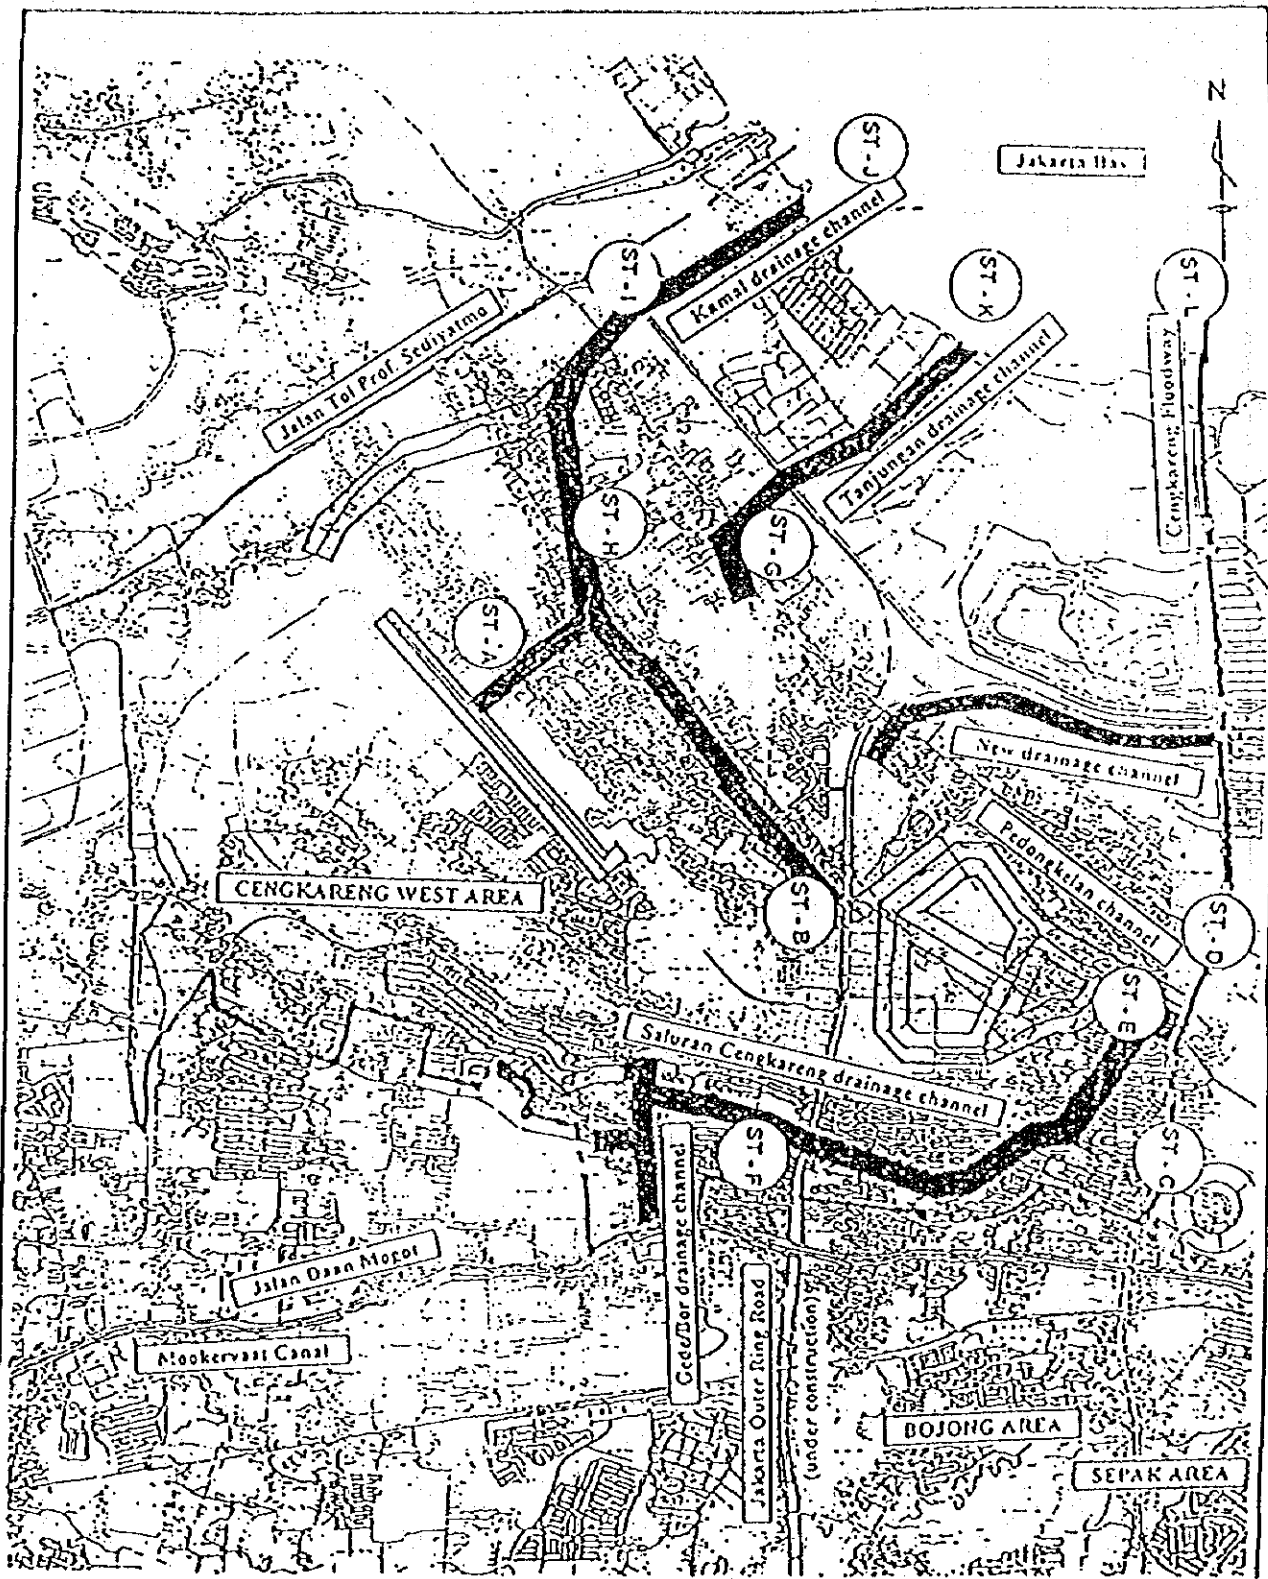 N
Jakarta Bay
ST-J
Kamal drainage channel
ST-K
ST-L
ST-I
Jalan Tol Prof. Sediyatmo
Tanjungan drainage channel
Cengkareng Floodway
ST-H
ST-G
ST-A
New drainage channel
Pedongkelan channel
CENGKARENG WEST AREA
ST-B
ST-D
ST-E
Saluran Cengkareng drainage channel
ST-F
ST-C
Gede/Bor drainage channel
Jalan Daan Mogot
Jakarta Outer Ring Road
(under construction)
Mookervaat Canal
BOJONG AREA
SEPAK AREA